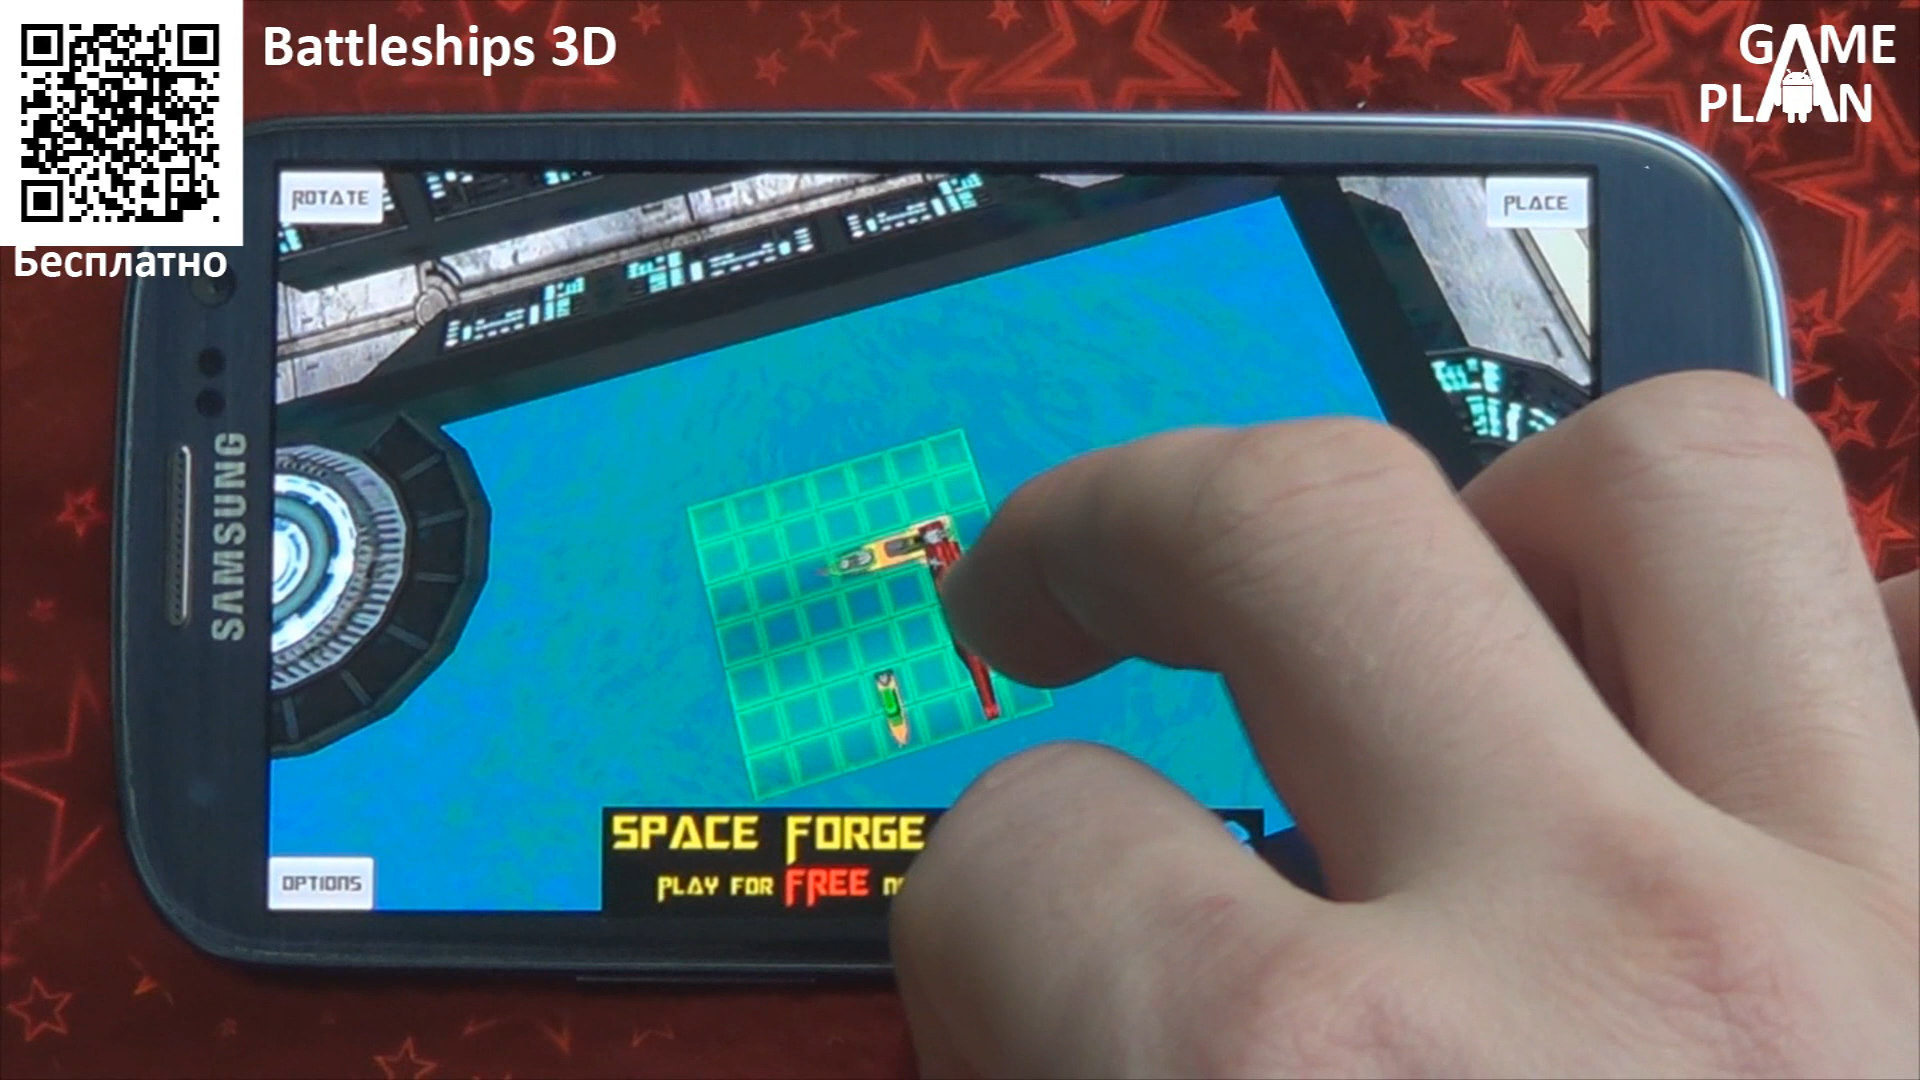 Battleships 3D
GAME
PLAN
Бесплатно
ROTATE
PLACE
SAMSUNG
SPACE FORGE
PLAY FOR FREE
OPTIONS